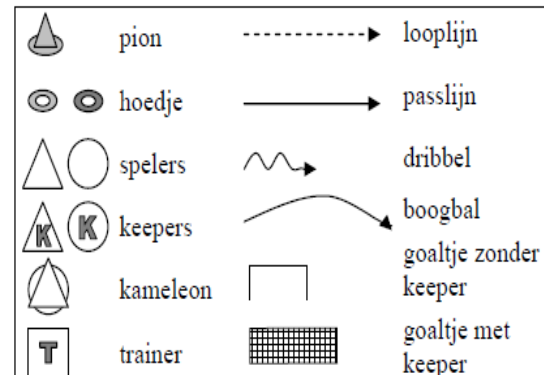 pion
looplijn
hoedje
passlijn
spelers
dribbel
K K keepers
boogbal
kameleon
goaltje zonder
keeper
T trainer
goaltje met
keeper